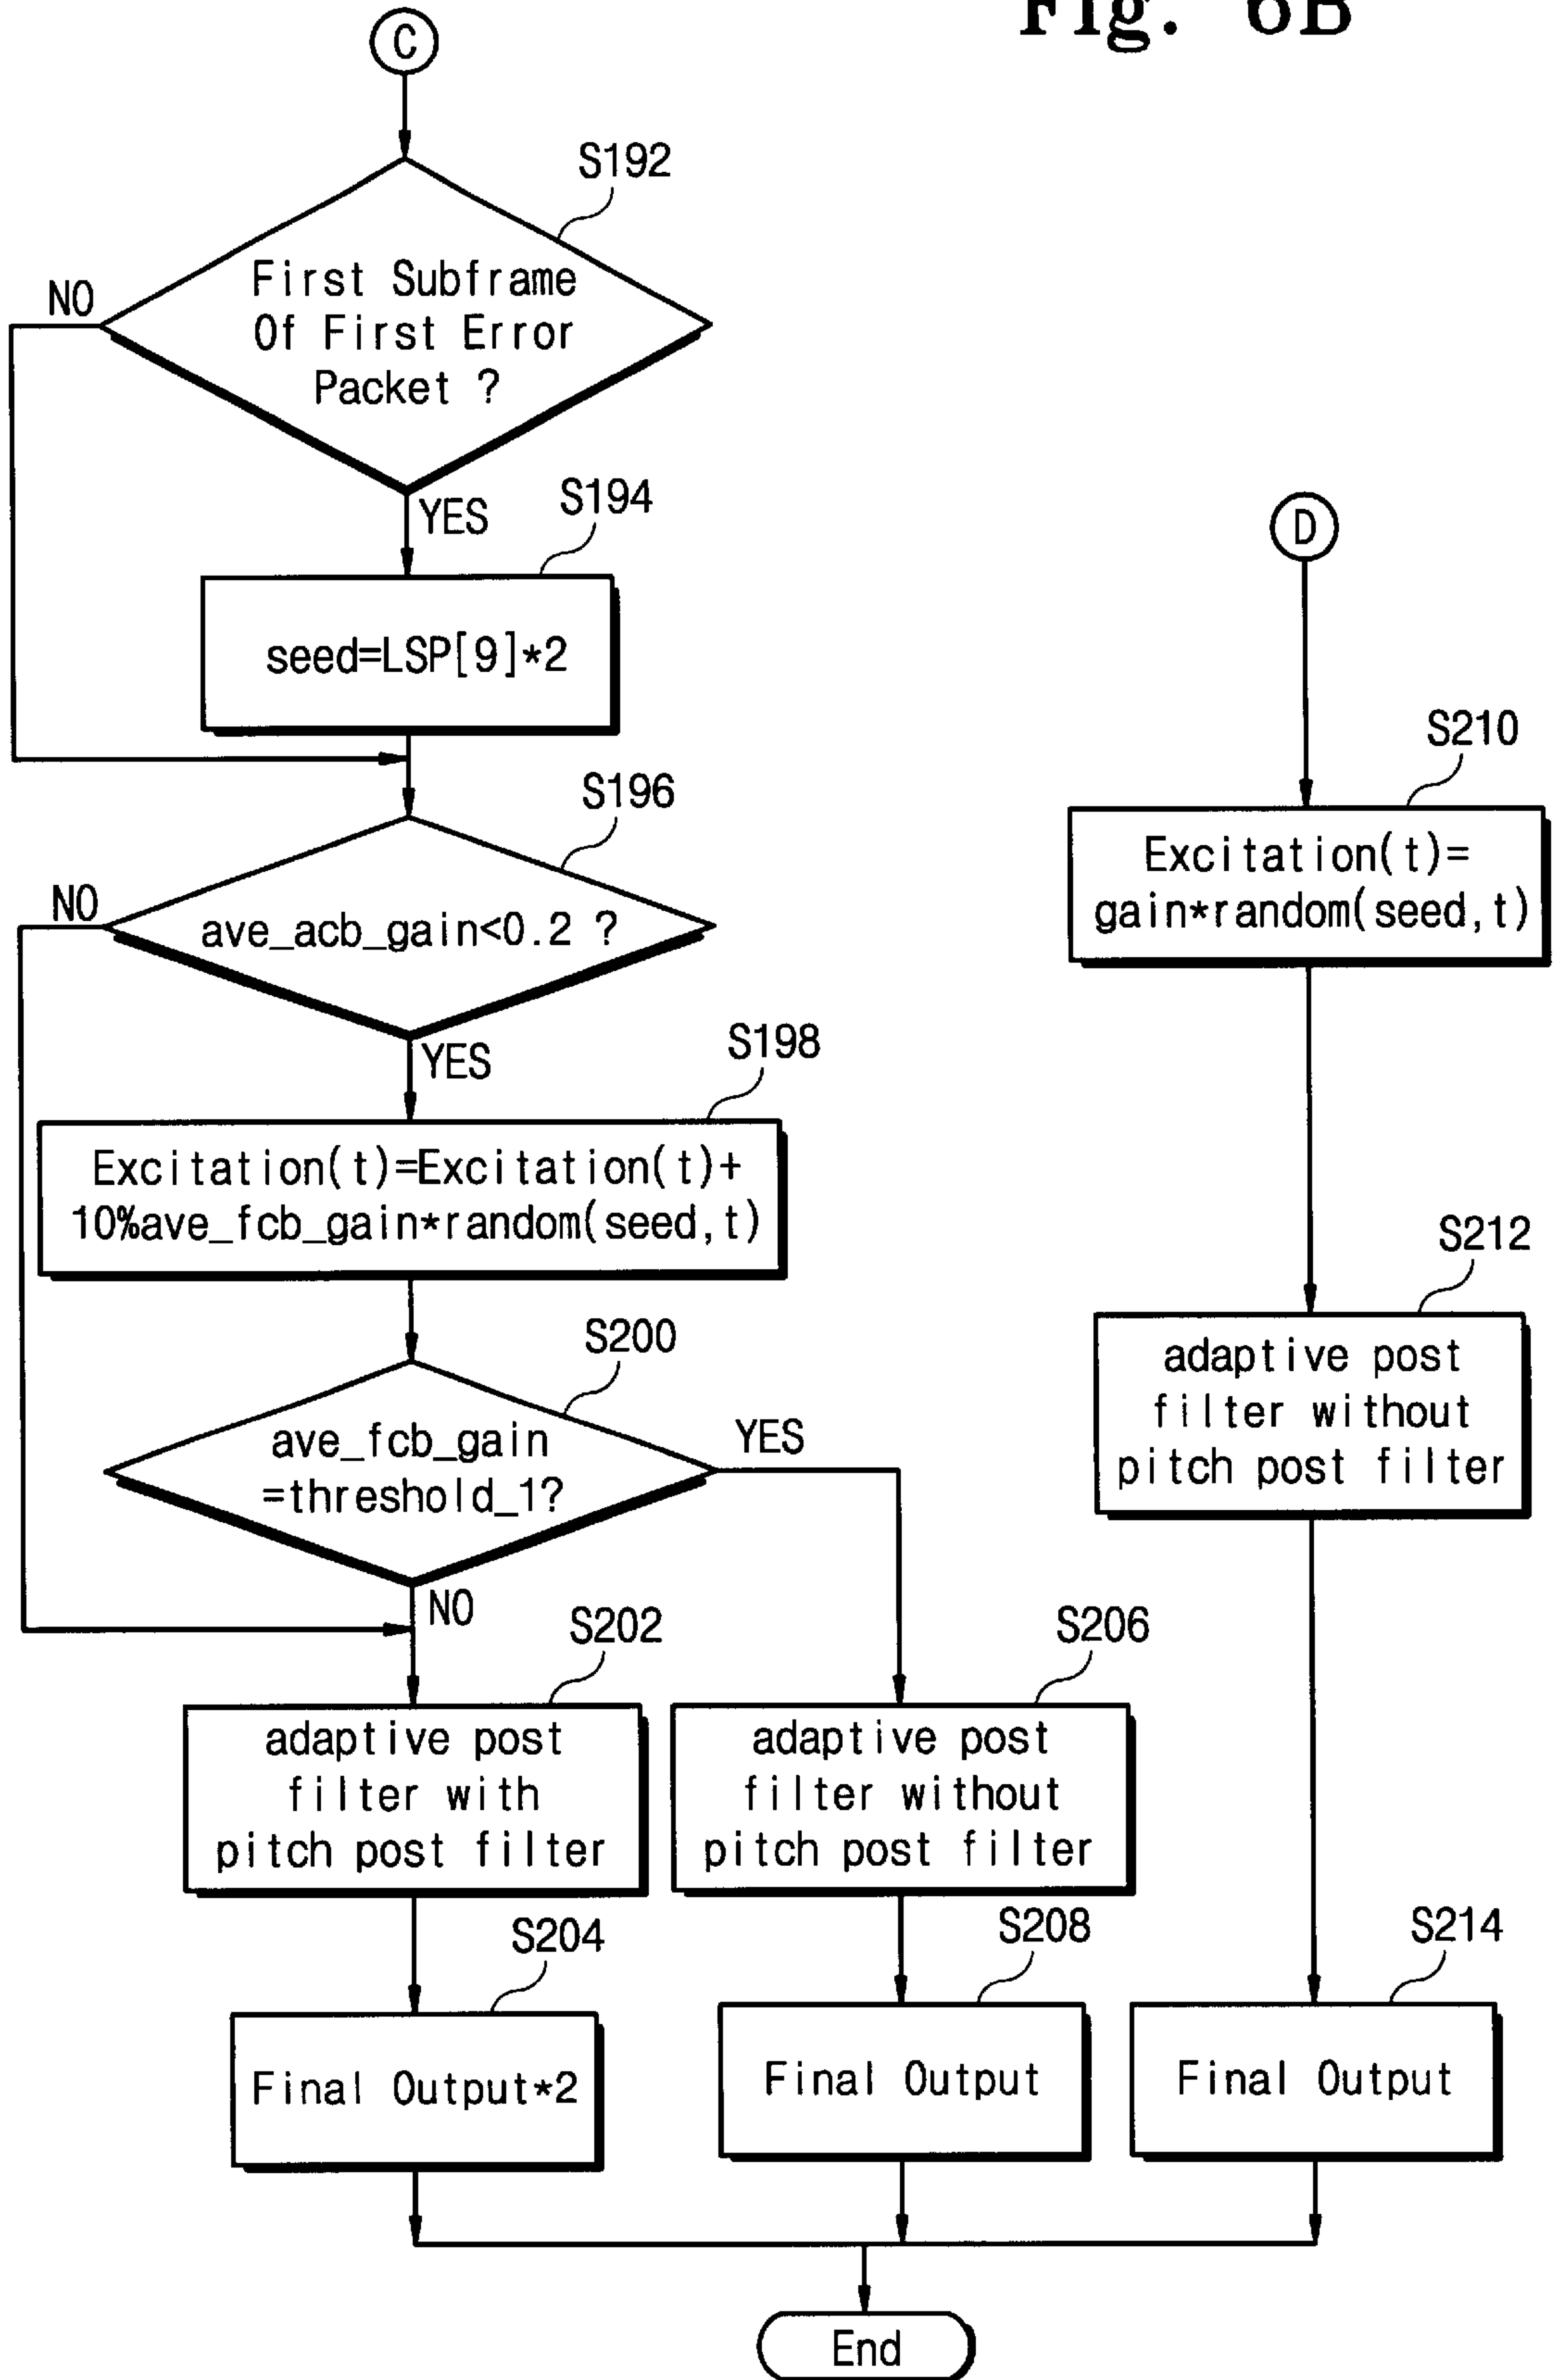 Fig. 6B
C
S192
First Subframe
Of First Error
Packet ?
NO
YES
S194
seed=LSP[9]*2
S196
ave_acb_gain<0.2 ?
NO
YES
S198
Excitation(t)=Excitation(t)+
10%ave_fcb_gain*random(seed,t)
S200
ave_fcb_gain
=threshold_1?
YES
NO
S202
adaptive post
filter with
pitch post filter
S204
Final Output*2
S206
adaptive post
filter without
pitch post filter
S208
Final Output
D
S210
Excitation(t)=
gain*random(seed,t)
S212
adaptive post
filter without
pitch post filter
S214
Final Output
End